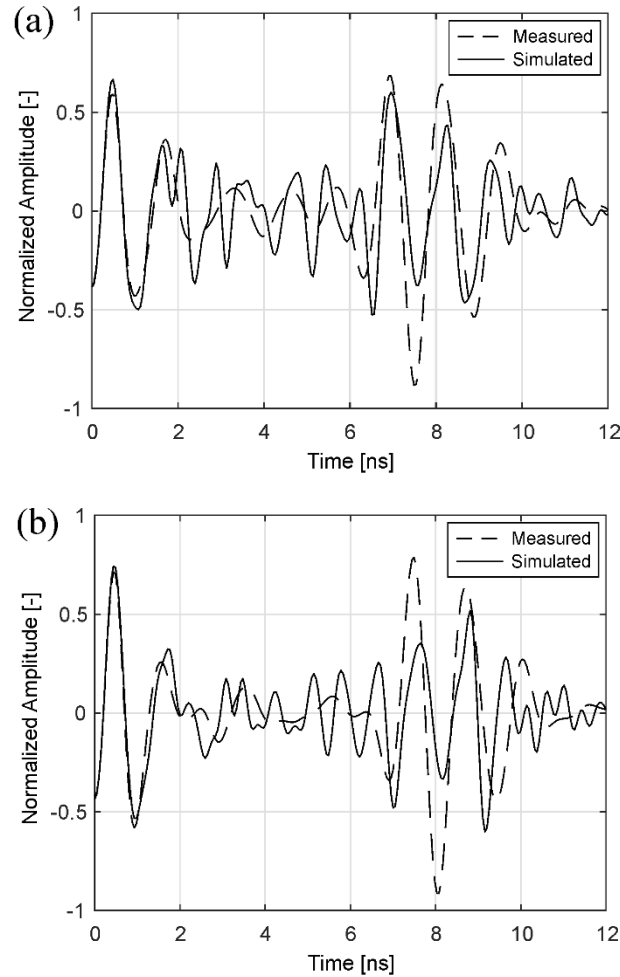 (a)
1
0.5
0
-0.5
-1
Normalized Amplitude [-]
Measured
Simulated
0 2 4 6 8 10 12
Time [ns]
(b)
1
0.5
0
-0.5
-1
Normalized Amplitude [-]
Measured
Simulated
0 2 4 6 8 10 12
Time [ns]